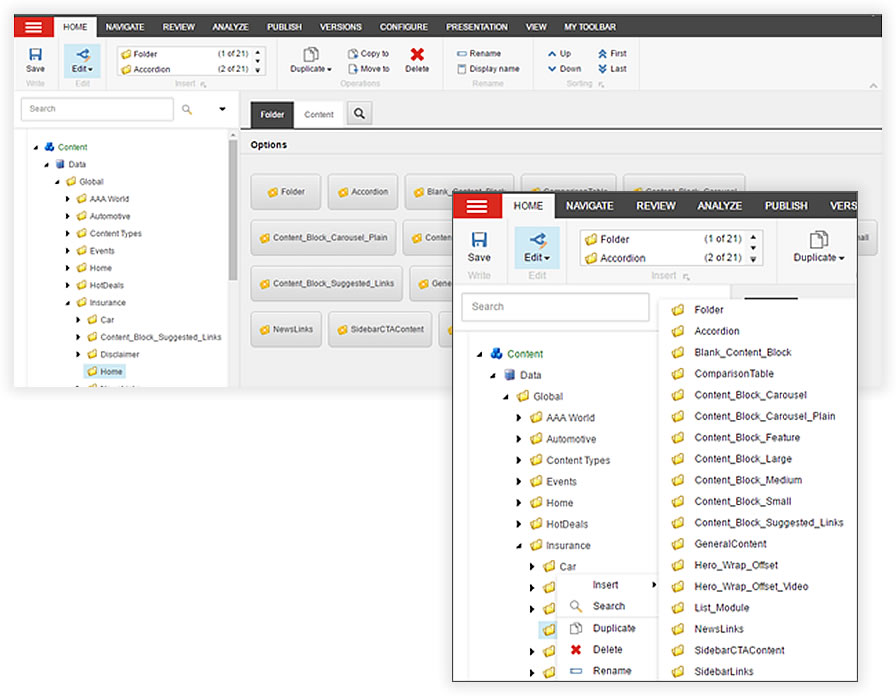 HOME NAVIGATE REVIEW ANALYZE PUBLISH VERSIONS CONFIGURE PRESENTATION VIEW MY TOOLBAR
Folder (1 of 21) Copy to Rename Up First
Save Edit Accordion (2 of 21) Duplicate Move to Delete Display name Down Last
Write Edit Insert Operations Rename Sorting
Search
Folder Content
Options
Content
Data
Global
AAA World
Automotive
Content Types
Events
Home
HotDeals
Insurance
Car
Content_Block_Suggested_Links
Disclaimer
Home
Folder Accordion
Content_Block_Carousel_Plain
Content_Block_Suggested_Links
NewsLinks SidebarCTAContent
HOME NAVIGATE REVIEW ANALYZE PUBLISH
Folder (1 of 21)
Save Edit Accordion (2 of 21) Duplicate
Write Edit Insert
Search
Content
Data
Global
AAA World
Automotive
Content Types
Events
Home
HotDeals
Insurance
Car
Insert
Search
Duplicate
Delete
Rename
Folder
Accordion
Blank_Content_Block
ComparisonTable
Content_Block_Carousel
Content_Block_Carousel_Plain
Content_Block_Feature
Content_Block_Large
Content_Block_Medium
Content_Block_Small
Content_Block_Suggested_Links
GeneralContent
Hero_Wrap_Offset
Hero_Wrap_Offset_Video
List_Module
NewsLinks
SidebarCTAContent
SidebarLinks